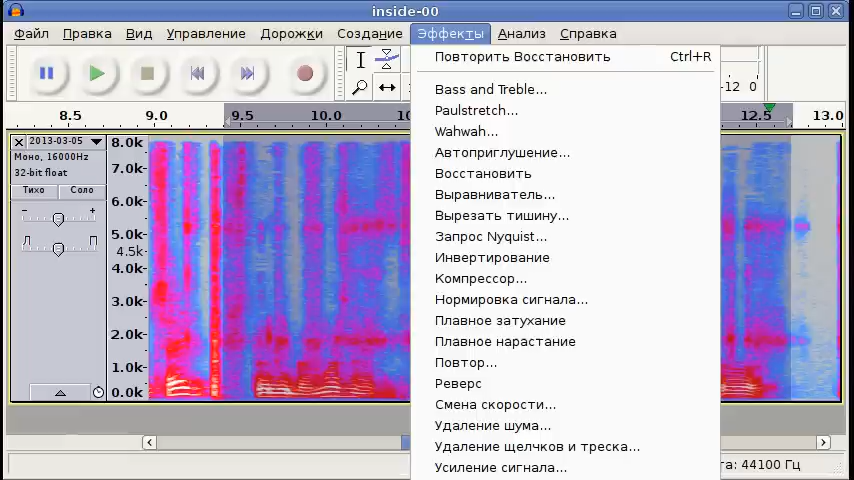 inside-00
Файл Правка Вид Управление Дорожки Создание Эффекты Анализ Справка
Повторить Восстановить Ctrl+R
-12 0
8.5 9.0 9.5 10.0 10 12.5 13.0
2013-03-05
Моно, 16000Hz
32-bit float
Тихо Соло
- +
8.0k
7.0k
6.0k
5.0k
4.5k
4.0k
3.0k
2.0k
1.0k
0.0k
Bass and Treble...
Paulstretch...
Wahwah...
Автоприглушение...
Восстановить
Выравниватель...
Вырезать тишину...
Запрос Nyquist...
Инвертирование
Компрессор...
Нормировка сигнала...
Плавное затухание
Плавное нарастание
Повтор...
Реверс
Смена скорости...
Удаление шума...
Удаление щелчков и треска...
Усиление сигнала...
та: 44100 Гц